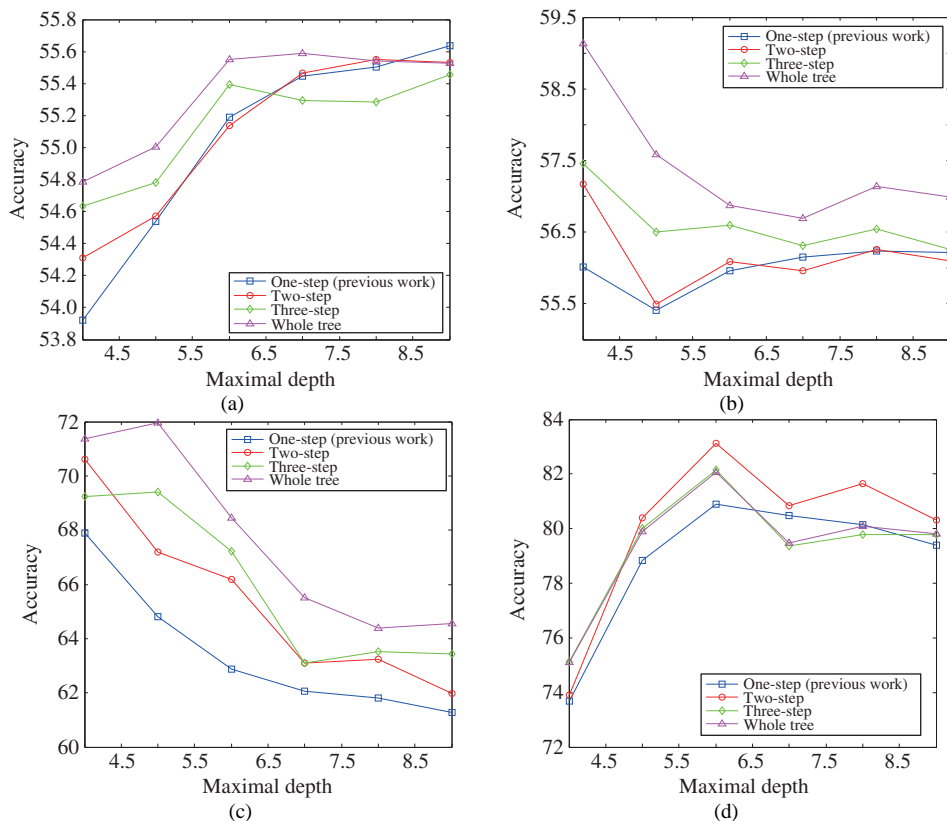 55.8
55.6
55.4
55.2
55.0
54.8
54.6
54.4
54.2
54.0
53.8
Accuracy
One-step (previous work)
Two-step
Three-step
Whole tree
4.5 5.5 6.5 7.5 8.5
Maximal depth
(a)
59.5
58.5
57.5
56.5
55.5
Accuracy
One-step (previous work)
Two-step
Three-step
Whole tree
4.5 5.5 6.5 7.5 8.5
Maximal depth
(b)
72
70
68
66
64
62
60
Accuracy
One-step (previous work)
Two-step
Three-step
Whole tree
4.5 5.5 6.5 7.5 8.5
Maximal depth
(c)
84
82
80
78
76
74
72
Accuracy
One-step (previous work)
Two-step
Three-step
Whole tree
4.5 5.5 6.5 7.5 8.5
Maximal depth
(d)